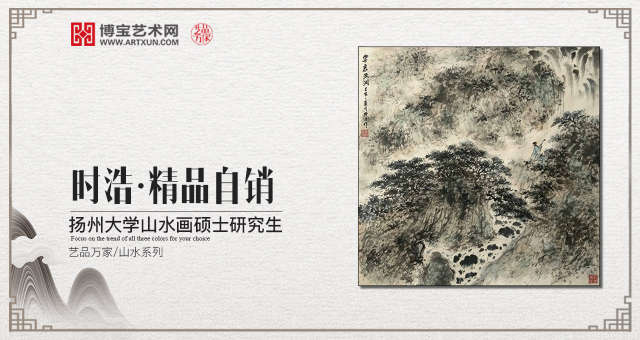 博宝艺术网
WWW.ARTXUN.COM
时浩·精品自销
扬州大学山水画硕士研究生
Focus on the trend of all three colors for your choice
艺品万家/山水系列